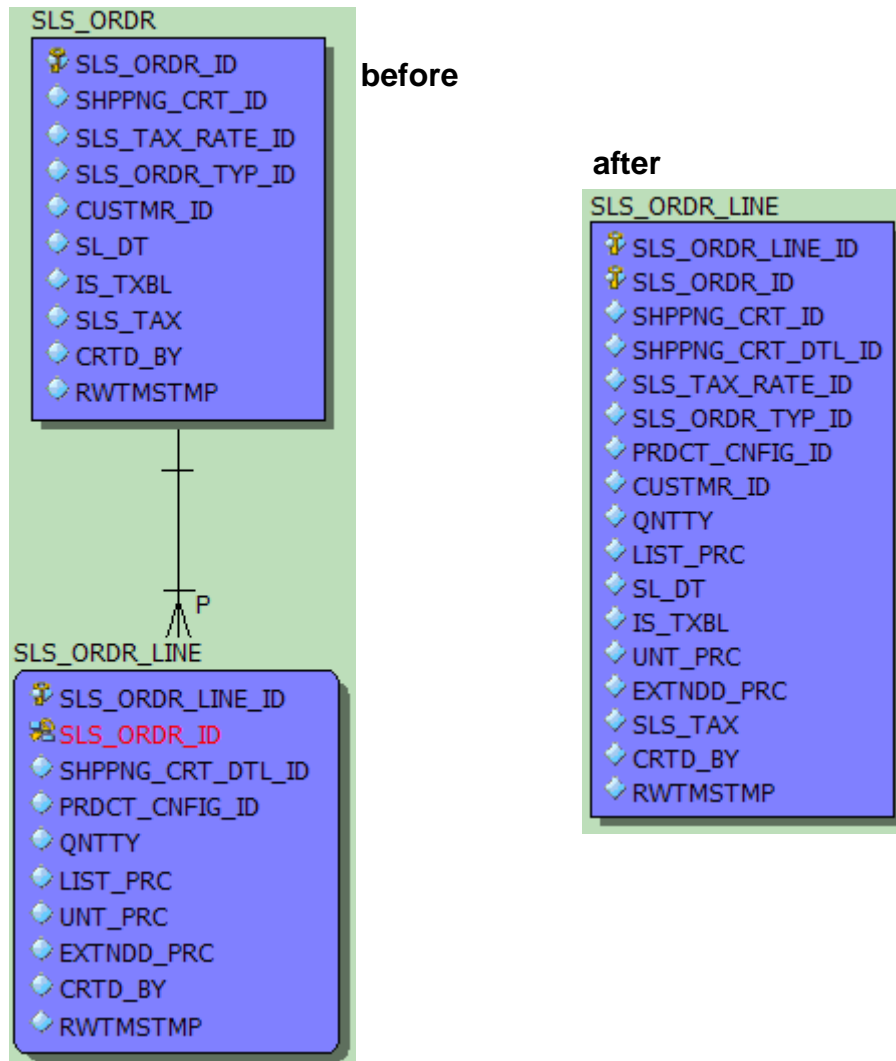 SLS_ORDR
SLS_ORDR_ID
SHPPNG_CRT_ID
SLS_TAX_RATE_ID
SLS_ORDR_TYP_ID
CUSTMR_ID
SL_DT
IS_TXBL
SLS_TAX
CRTD_BY
RWTMSTMP
before
P
SLS_ORDR_LINE
SLS_ORDR_LINE_ID
SLS_ORDR_ID
SHPPNG_CRT_DTL_ID
PRDCT_CNFIG_ID
QNTTY
LIST_PRC
UNT_PRC
EXTNDD_PRC
CRTD_BY
RWTMSTMP
after
SLS_ORDR_LINE
SLS_ORDR_LINE_ID
SLS_ORDR_ID
SHPPNG_CRT_ID
SHPPNG_CRT_DTL_ID
SLS_TAX_RATE_ID
SLS_ORDR_TYP_ID
PRDCT_CNFIG_ID
CUSTMR_ID
QNTTY
LIST_PRC
SL_DT
IS_TXBL
UNT_PRC
EXTNDD_PRC
SLS_TAX
CRTD_BY
RWTMSTMP